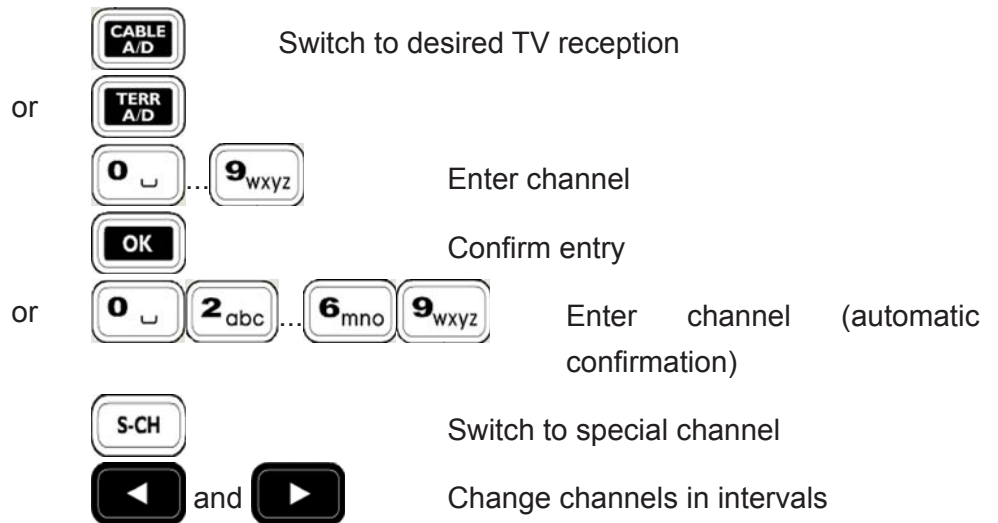 CABLE A/D Switch to desired TV reception
or TERR A/D
0 ... 9wxyz Enter channel
OK Confirm entry
or 0 2abc ... 6mno 9wxyz Enter channel (automatic
confirmation)
S-CH Switch to special channel
and Change channels in intervals